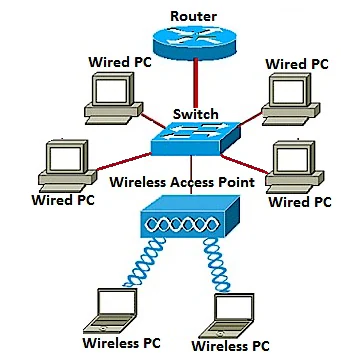 Router
Wired PC
Wired PC
Switch
Wireless Access Point
Wired PC
Wired PC
Wireless PC
Wireless PC